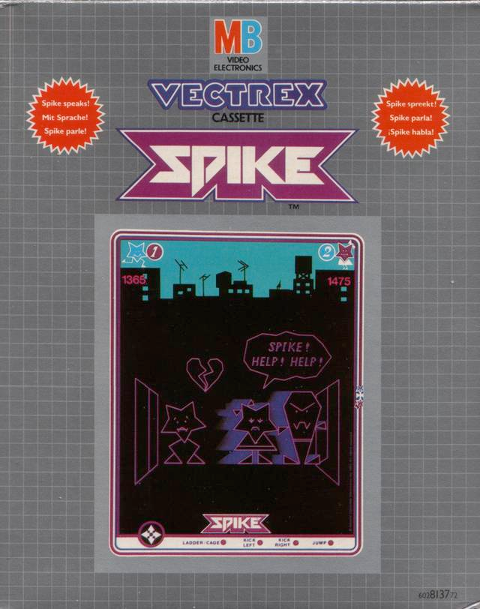 MB
VIDEO
ELECTRONICS
VECTREX
CASSETTE
Spike speaks!
Mit Sprache!
Spike parle!
Spike spreekt!
Spike parla!
¡Spike habla!
SPIKE
TM
1
2
1365
1475
SPIKE!
HELP! HELP!
SPIKE
LADDER/CAGE
KICK
LEFT
KICK
RIGHT
JUMP